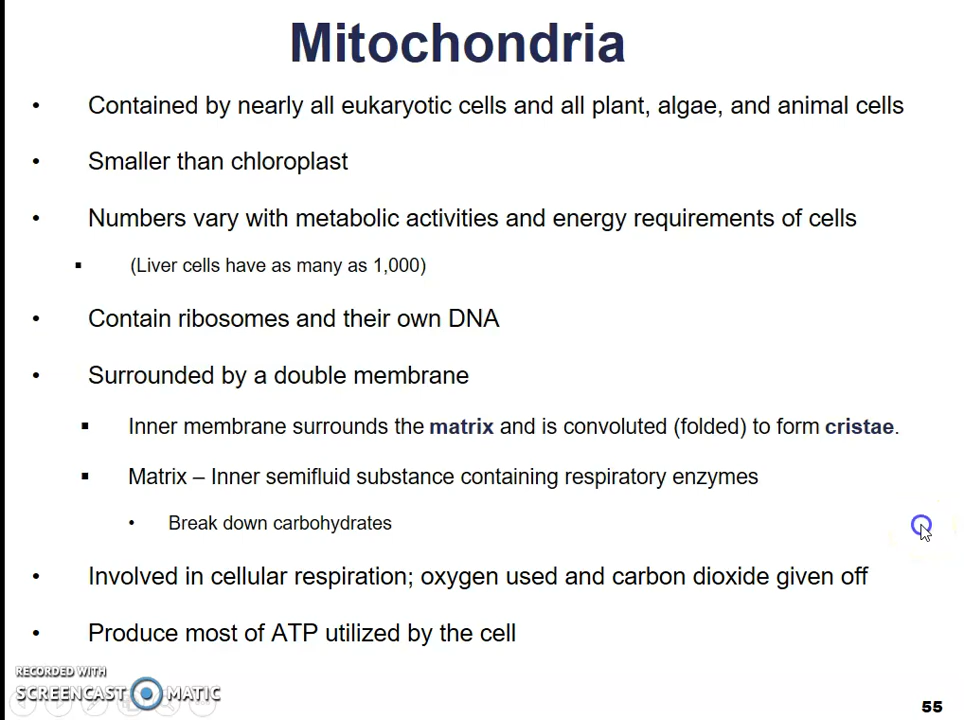 Mitochondria
• Contained by nearly all eukaryotic cells and all plant, algae, and animal cells
• Smaller than chloroplast
• Numbers vary with metabolic activities and energy requirements of cells
▪ (Liver cells have as many as 1,000)
• Contain ribosomes and their own DNA
• Surrounded by a double membrane
▪ Inner membrane surrounds the matrix and is convoluted (folded) to form cristae.
▪ Matrix – Inner semifluid substance containing respiratory enzymes
• Break down carbohydrates
• Involved in cellular respiration; oxygen used and carbon dioxide given off
• Produce most of ATP utilized by the cell
RECORDED WITH
SCREENCAST MATIC
55